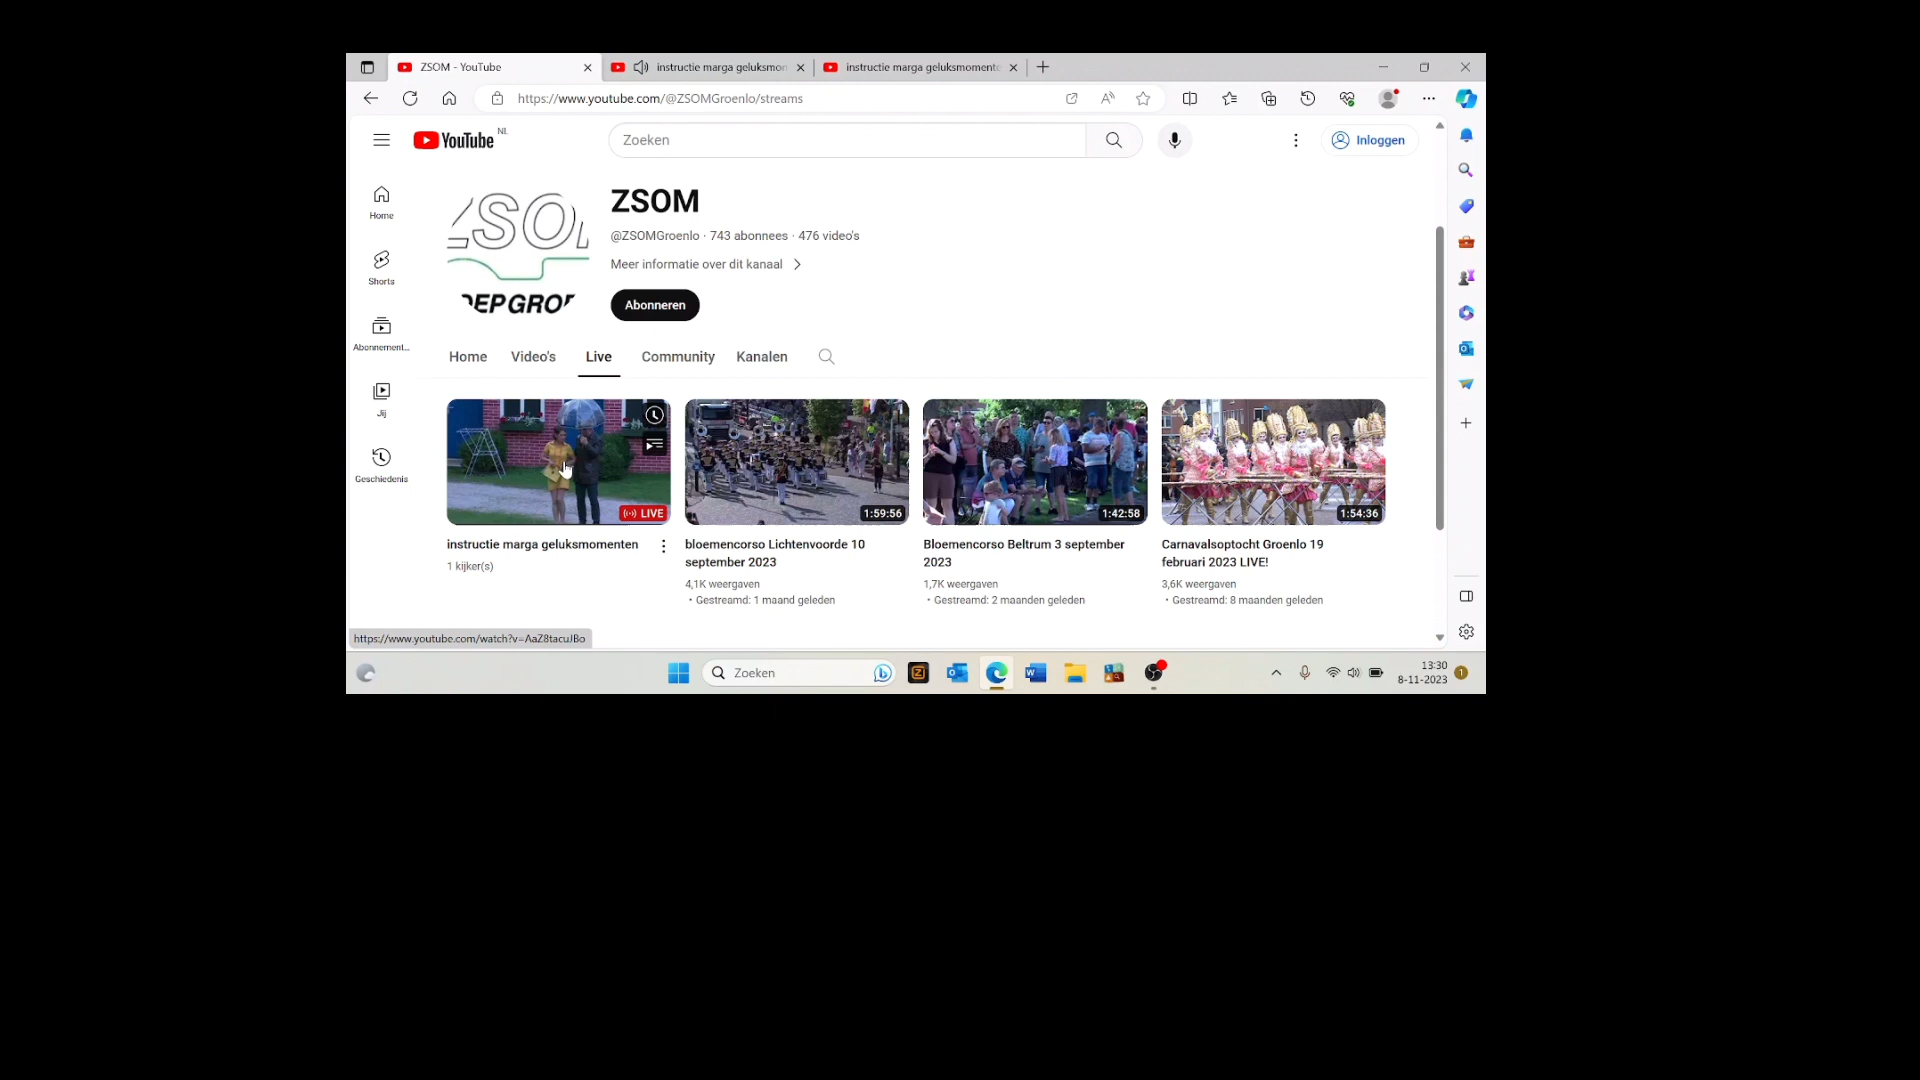 ZSOM - YouTube
instructie marga geluksmon
instructie marga geluksmomente
https://www.youtube.com/@ZSOMGroenlo/streams
YouTube NL
Zoeken
Inloggen
Home
Shorts
Abonnement...
Jij
Geschiedenis
ZSOM
@ZSOMGroenlo · 743 abonnees · 476 video's
Meer informatie over dit kanaal
Abonneren
Home Video's Live Community Kanalen
LIVE
1:59:56
1:42:58
1:54:36
instructie marga geluksmomenten
1 kijker(s)
bloemencorso Lichtenvoorde 10
september 2023
4,1K weergaven
• Gestreamd: 1 maand geleden
Bloemencorso Beltrum 3 september
2023
1,7K weergaven
• Gestreamd: 2 maanden geleden
Carnavalsoptocht Groenlo 19
februari 2023 LIVE!
3,6K weergaven
• Gestreamd: 8 maanden geleden
https://www.youtube.com/watch?v=AaZ8tacuJBo
Zoeken
13:30
8-11-2023
1